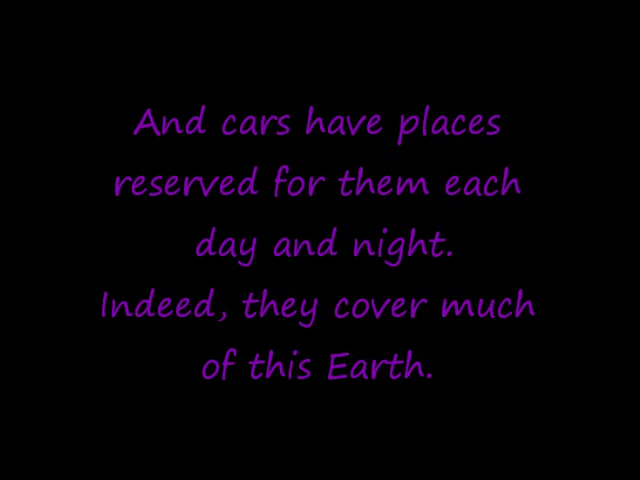 And cars have places
reserved for them each
day and night.
Indeed, they cover much
of this Earth.